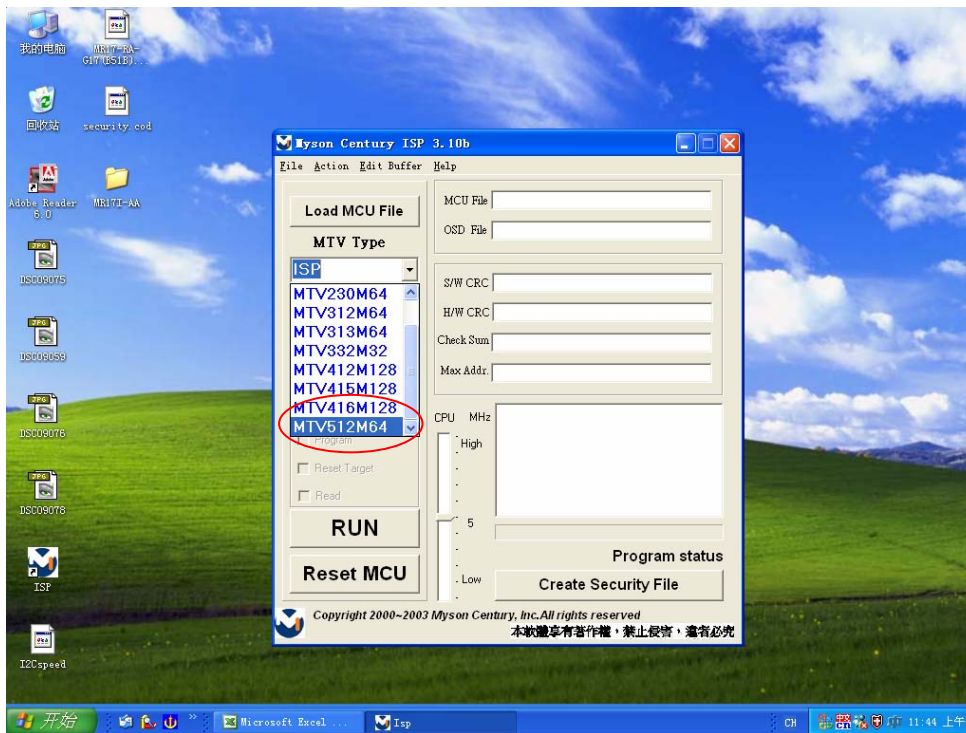 我的电脑
MR17-RA-
G17(B51B)...
回收站
security.cod
Adobe Reader
6.0
MR17I-AA
DSC09075
DSC09059
DSC09076
DSC09078
ISP
I2Cspeed
Myson Century ISP 3.10b
File Action Edit Buffer Help
Load MCU File
MTV Type
ISP
MTV230M64
MTV312M64
MTV313M64
MTV332M32
MTV412M128
MTV415M128
MTV416M128
MTV512M64
Program
Reset Target
Read
RUN
Reset MCU
MCU File
OSD File
S/W CRC
H/W CRC
Check Sum
Max Addr.
CPU MHz
High
5
Low
Program status
Create Security File
Copyright 2000~2003 Myson Century, Inc.All rights reserved
本軟體享有著作權，禁止侵害，違者必究
开始
Microsoft Excel ...
Isp
CH
11:44 上午